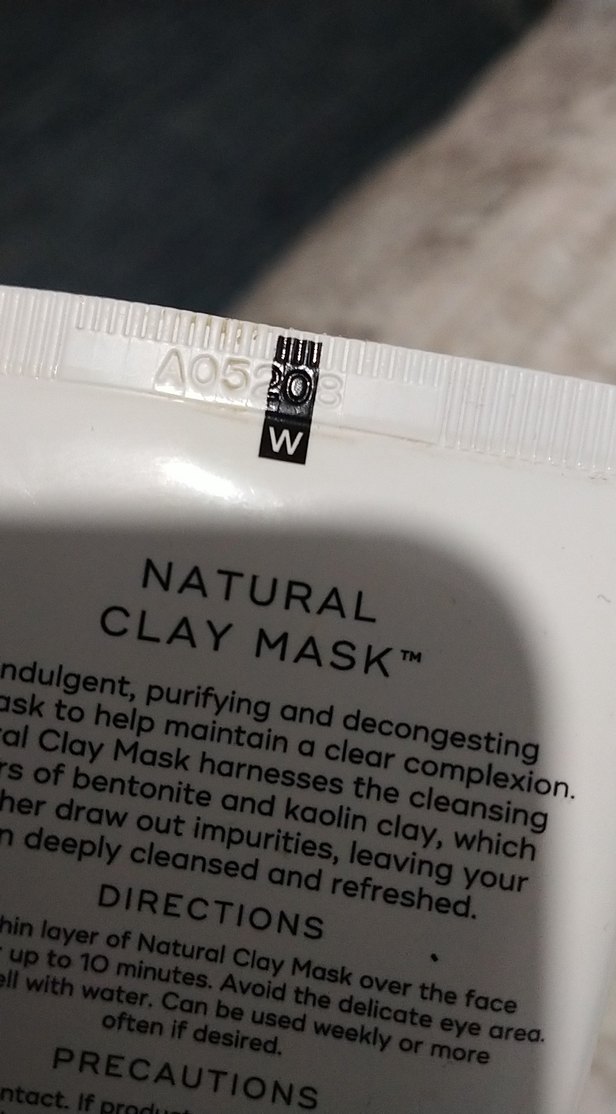 A05208
W
NATURAL
CLAY MASK™
ndulgent, purifying and decongesting
ask to help maintain a clear complexion.
al Clay Mask harnesses the cleansing
rs of bentonite and kaolin clay, which
her draw out impurities, leaving your
n deeply cleansed and refreshed.
DIRECTIONS
hin layer of Natural Clay Mask over the face
up to 10 minutes. Avoid the delicate eye area.
ell with water. Can be used weekly or more
often if desired.
PRECAUTIONS
ntact. If produ